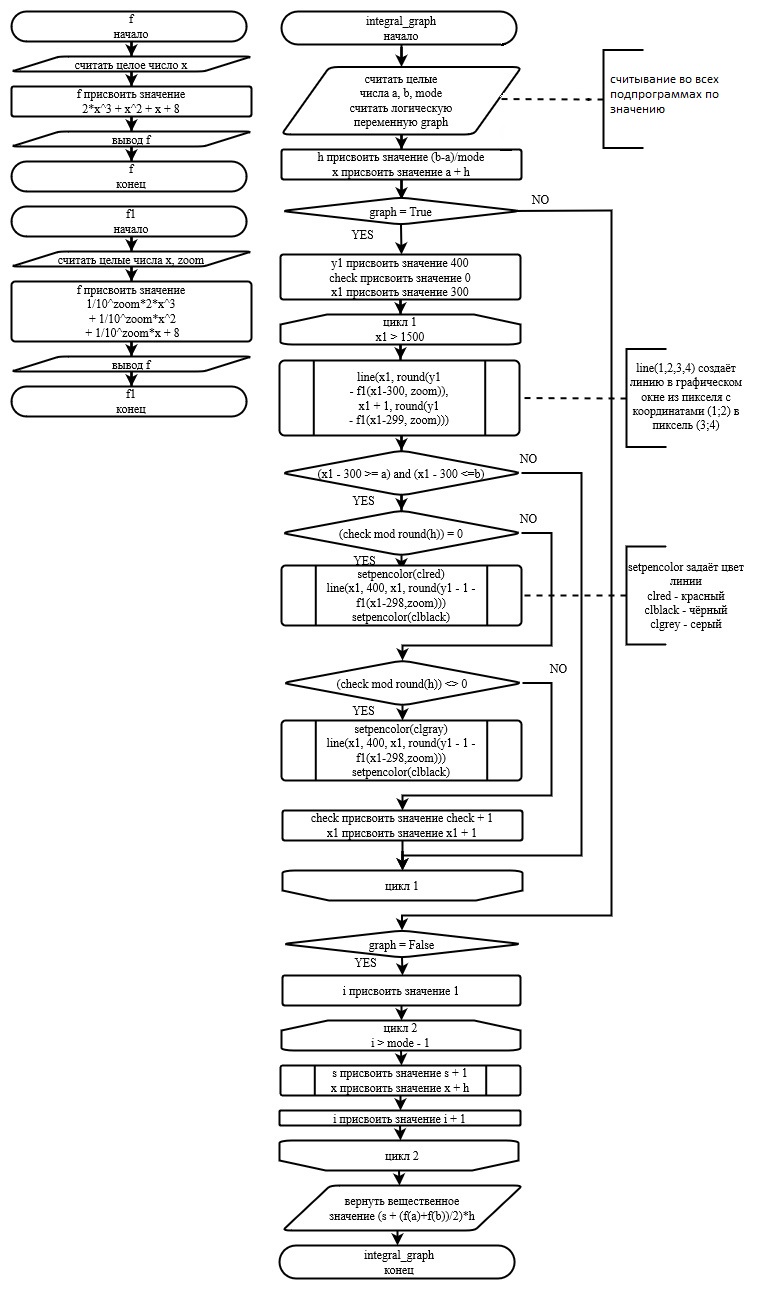 f
начало
считать целое число x
f присвоить значение
2*x^3 + x^2 + x + 8
вывод f
f
конец
f1
начало
считать целые числа x, zoom
f присвоить значение
1/10^zoom*2*x^3
+ 1/10^zoom*x^2
+ 1/10^zoom*x + 8
вывод f
f1
конец
integral_graph
начало
считать целые
числа a, b, mode
считать логическую
переменную graph
считывание во всех
подпрограммах по
значению
h присвоить значение (b-a)/mode
x присвоить значение a + h
graph = True
NO
YES
y1 присвоить значение 400
check присвоить значение 0
x1 присвоить значение 300
цикл 1
x1 > 1500
line(x1, round(y1
- f1(x1-300, zoom)),
x1 + 1, round(y1
- f1(x1-299, zoom)))
line(1,2,3,4) создаёт
линию в графическом
окне из пикселя с
координатами (1;2) в
пиксель (3;4)
(x1 - 300 >= a) and (x1 - 300 <=b)
NO
YES
(check mod round(h)) = 0
NO
YES
setpencolor(clred)
line(x1, 400, x1, round(y1 - 1 -
f1(x1-298,zoom)))
setpencolor(clblack)
setpencolor задаёт цвет
линии
clred - красный
clblack - чёрный
clgrey - серый
(check mod round(h)) <> 0
NO
YES
setpencolor(clgray)
line(x1, 400, x1, round(y1 - 1 -
f1(x1-298,zoom)))
setpencolor(clblack)
check присвоить значение check + 1
x1 присвоить значение x1 + 1
цикл 1
graph = False
YES
i присвоить значение 1
цикл 2
i > mode - 1
s присвоить значение s + 1
x присвоить значение x + h
i присвоить значение i + 1
цикл 2
вернуть вещественное
значение (s + (f(a)+f(b))/2)*h
integral_graph
конец